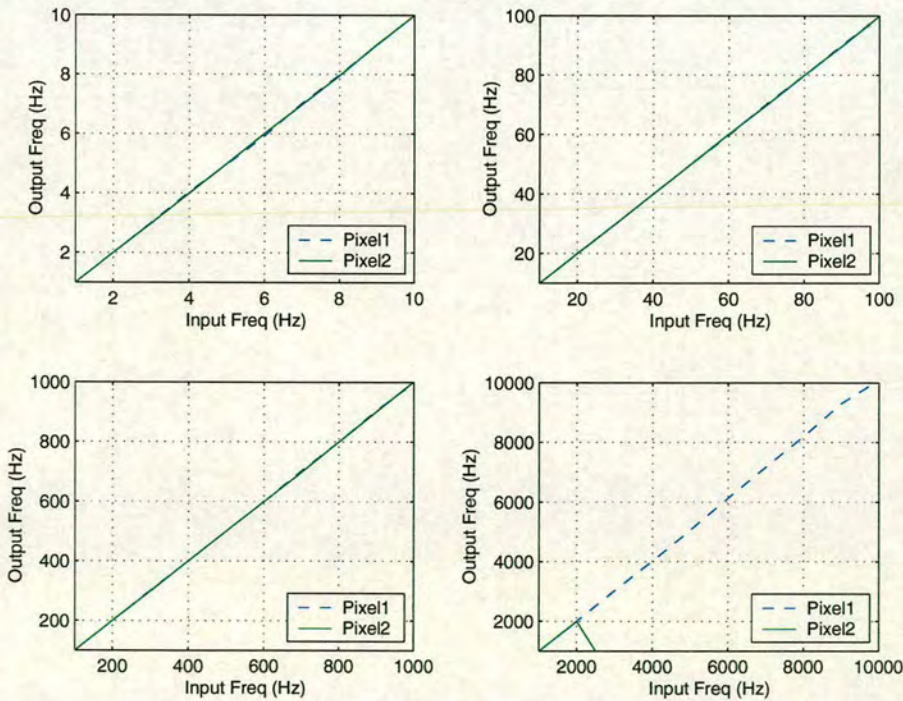 10
8
6
4
2
2 4 6 8 10
Output Freq (Hz)
Input Freq (Hz)
Pixel1
Pixel2
100
80
60
40
20
20 40 60 80 100
Output Freq (Hz)
Input Freq (Hz)
Pixel1
Pixel2
1000
800
600
400
200
200 400 600 800 1000
Output Freq (Hz)
Input Freq (Hz)
Pixel1
Pixel2
10000
8000
6000
4000
2000
2000 4000 6000 8000 10000
Output Freq (Hz)
Input Freq (Hz)
Pixel1
Pixel2